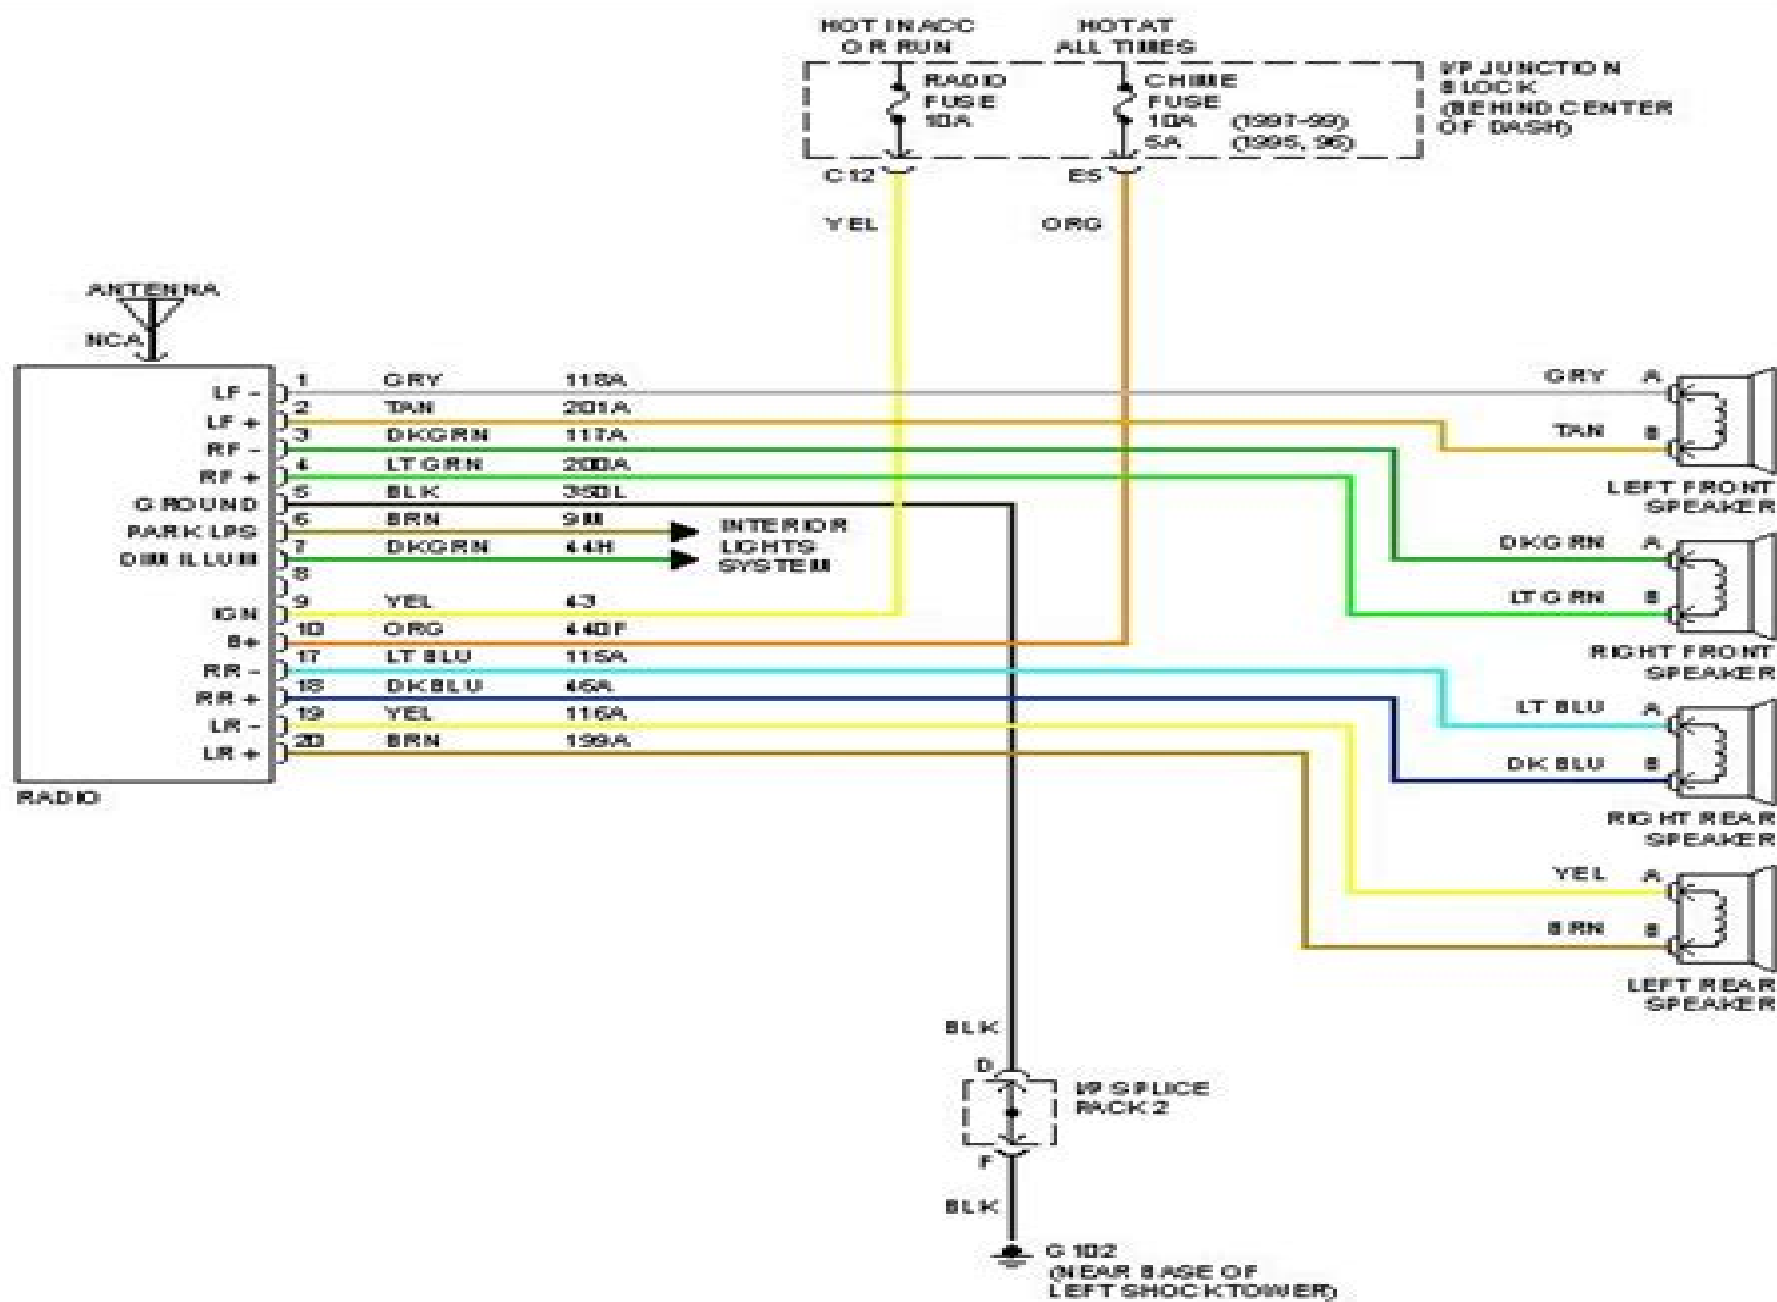 HOT IN ACC
OR RUN
HOT AT
ALL TIMES
RADIO
FUSE
10A
CHIME
FUSE
10A (1997-99)
5A (1995, 96)
I/P JUNCTION
BLOCK
(BEHIND CENTER
OF DASH)
C12
E5
YEL
ORG
ANTENNA
NCA
LF - 1 GRY 118A
LF + 2 TAN 201A
RF - 3 DK GRN 117A
RF + 4 LT GRN 200A
GROUND 5 BLK 350L
PARK LPS 6 BRN 9M
DIM ILLUM 7 DK GRN 44H
8
IGN 9 YEL 43
B+ 10 ORG 440F
RR - 17 LT BLU 115A
RR + 18 DK BLU 46A
LR - 19 YEL 116A
LR + 20 BRN 199A
RADIO
INTERIOR
LIGHTS
SYSTEM
GRY A
TAN B
LEFT FRONT
SPEAKER
DK GRN A
LT GRN B
RIGHT FRONT
SPEAKER
LT BLU A
DK BLU B
RIGHT REAR
SPEAKER
YEL A
BRN B
LEFT REAR
SPEAKER
BLK
D
I/P SPLICE
PACK 2
F
BLK
G102
(NEAR BASE OF
LEFT SHOCK TOWER)